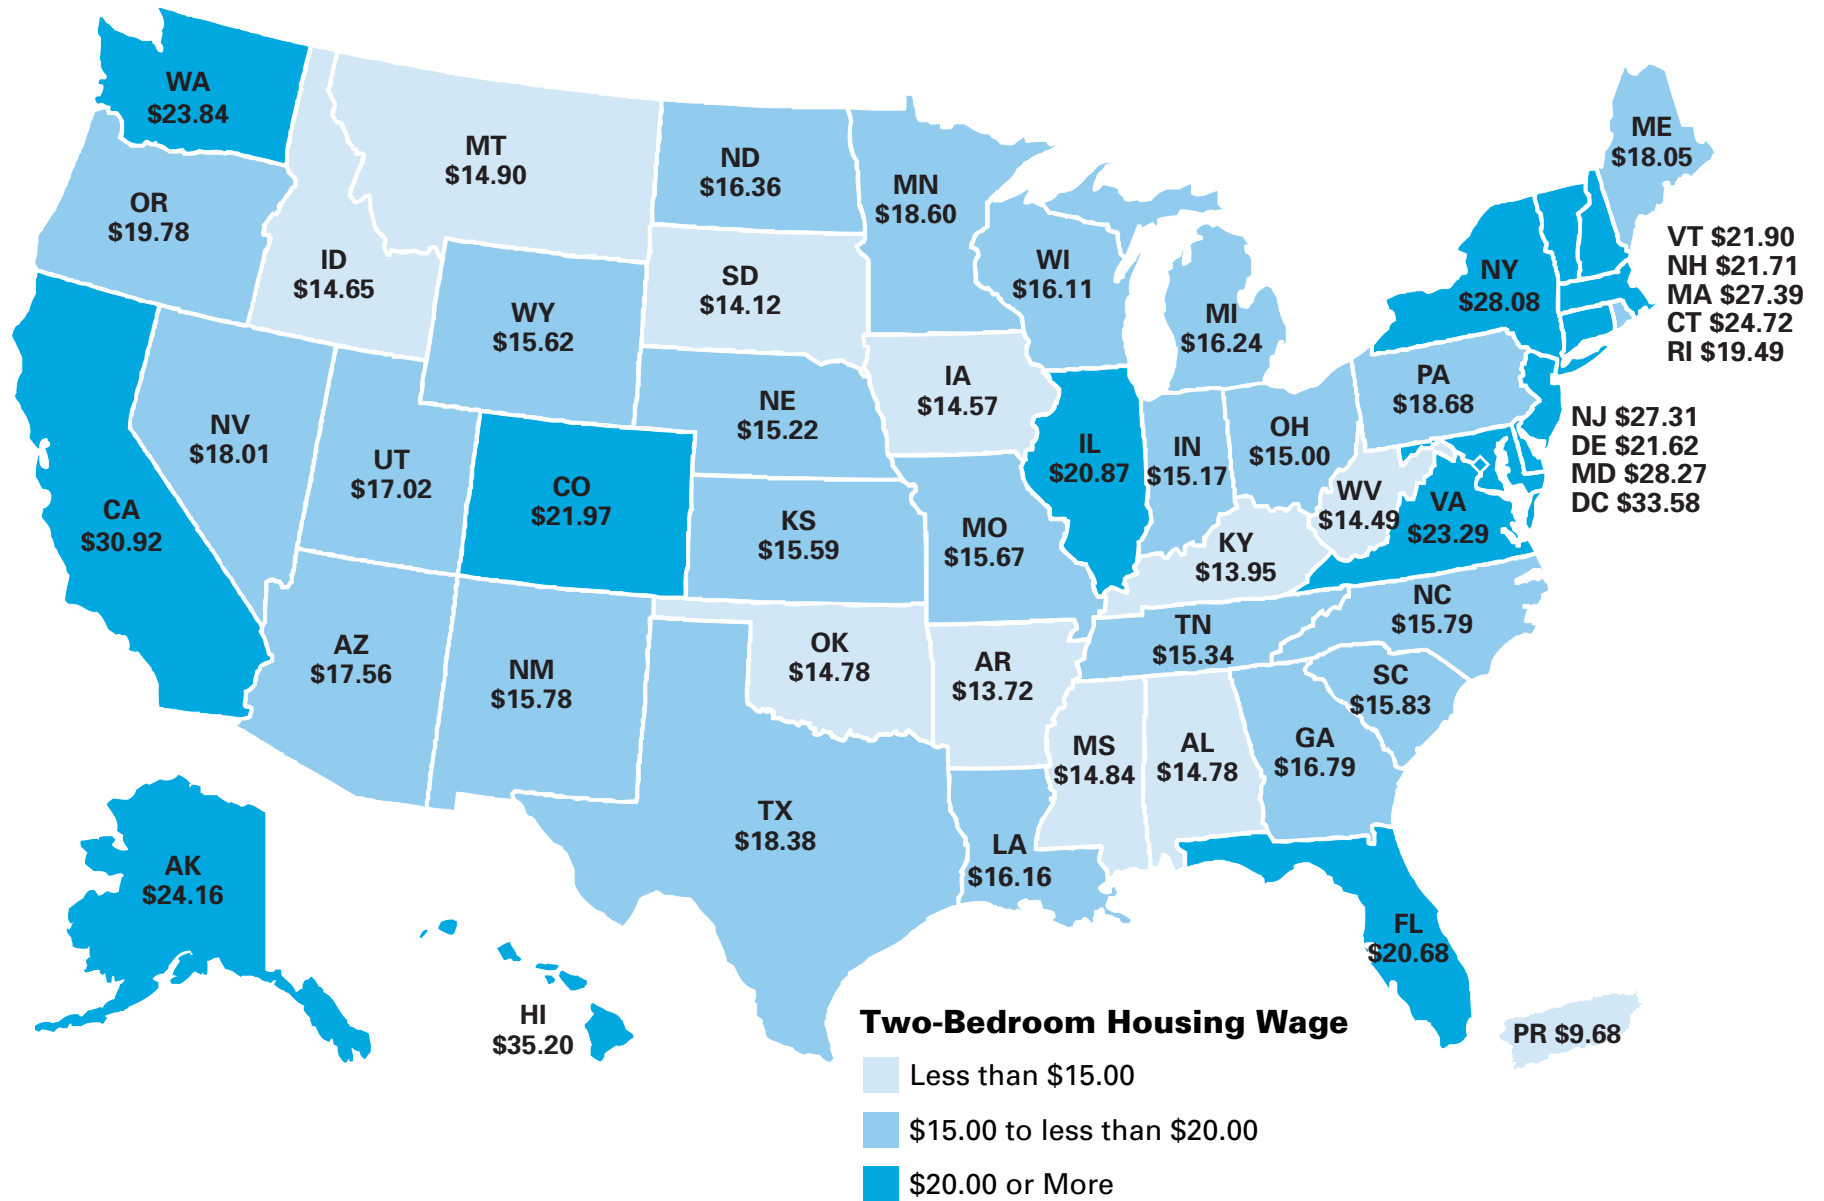 WA
$23.84
MT
$14.90
ND
$16.36
MN
$18.60
ME
$18.05
OR
$19.78
ID
$14.65
SD
$14.12
WI
$16.11
NY
$28.08
VT $21.90
NH $21.71
MA $27.39
CT $24.72
RI $19.49
WY
$15.62
MI
$16.24
IA
$14.57
PA
$18.68
NE
$15.22
NV
$18.01
UT
$17.02
CO
$21.97
IL
$20.87
IN
$15.17
OH
$15.00
NJ $27.31
DE $21.62
MD $28.27
DC $33.58
CA
$30.92
KS
$15.59
MO
$15.67
WV
$14.49
VA
$23.29
KY
$13.95
NC
$15.79
TN
$15.34
AZ
$17.56
NM
$15.78
OK
$14.78
AR
$13.72
SC
$15.83
MS
$14.84
AL
$14.78
GA
$16.79
TX
$18.38
LA
$16.16
AK
$24.16
FL
$20.68
HI
$35.20
PR $9.68
Two-Bedroom Housing Wage
Less than $15.00
$15.00 to less than $20.00
$20.00 or More